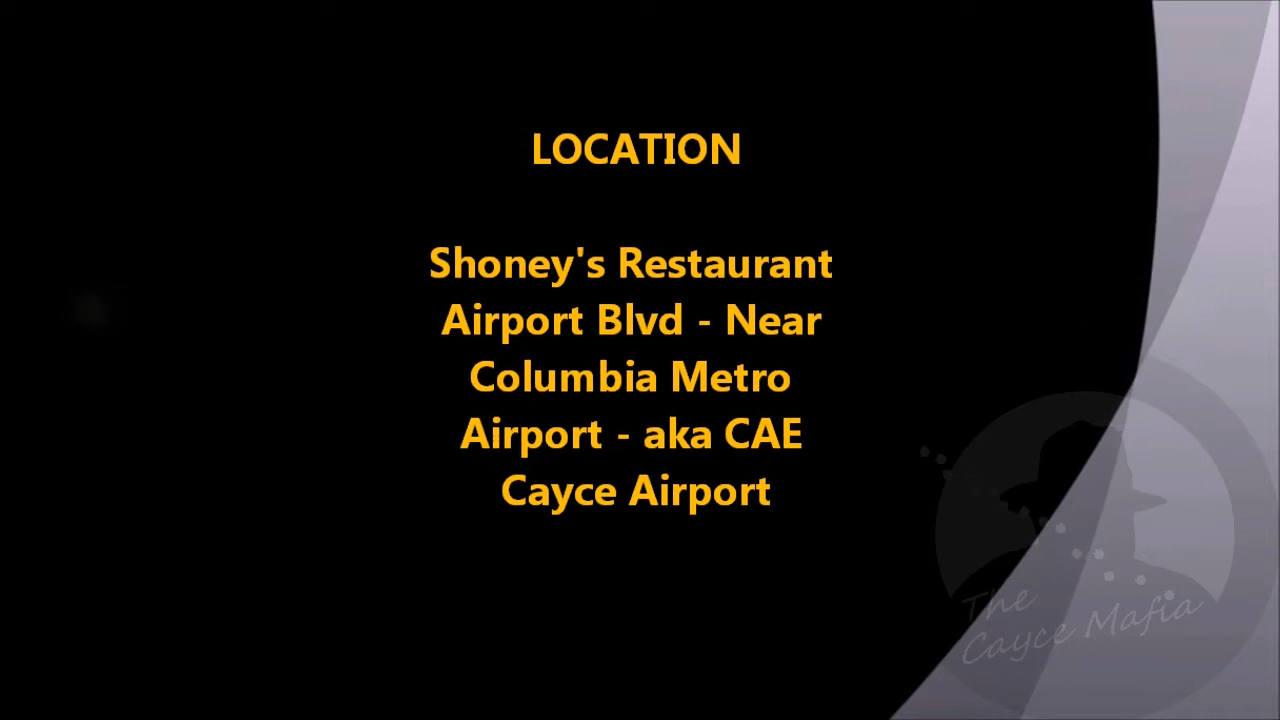 LOCATION
Shoney's Restaurant
Airport Blvd - Near
Columbia Metro
Airport - aka CAE
Cayce Airport
The
Cayce Mafia